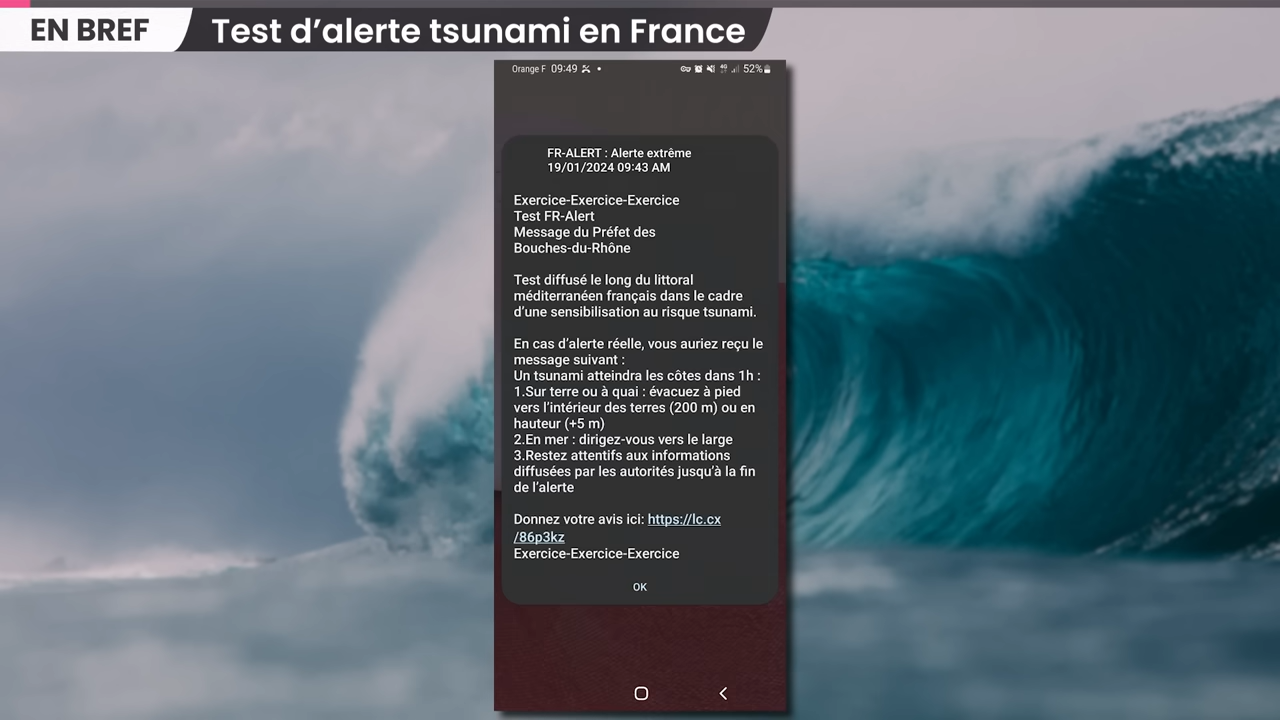 EN BREF
Test d’alerte tsunami en France
Orange F 09:49
4G
52%
FR-ALERT : Alerte extrême
19/01/2024 09:43 AM
Exercice-Exercice-Exercice
Test FR-Alert
Message du Préfet des
Bouches-du-Rhône
Test diffusé le long du littoral
méditerranéen français dans le cadre
d’une sensibilisation au risque tsunami.
En cas d’alerte réelle, vous auriez reçu le
message suivant :
Un tsunami atteindra les côtes dans 1h :
1.Sur terre ou à quai : évacuez à pied
vers l’intérieur des terres (200 m) ou en
hauteur (+5 m)
2.En mer : dirigez-vous vers le large
3.Restez attentifs aux informations
diffusées par les autorités jusqu’à la fin
de l’alerte
Donnez votre avis ici: https://lc.cx
/86p3kz
Exercice-Exercice-Exercice
OK